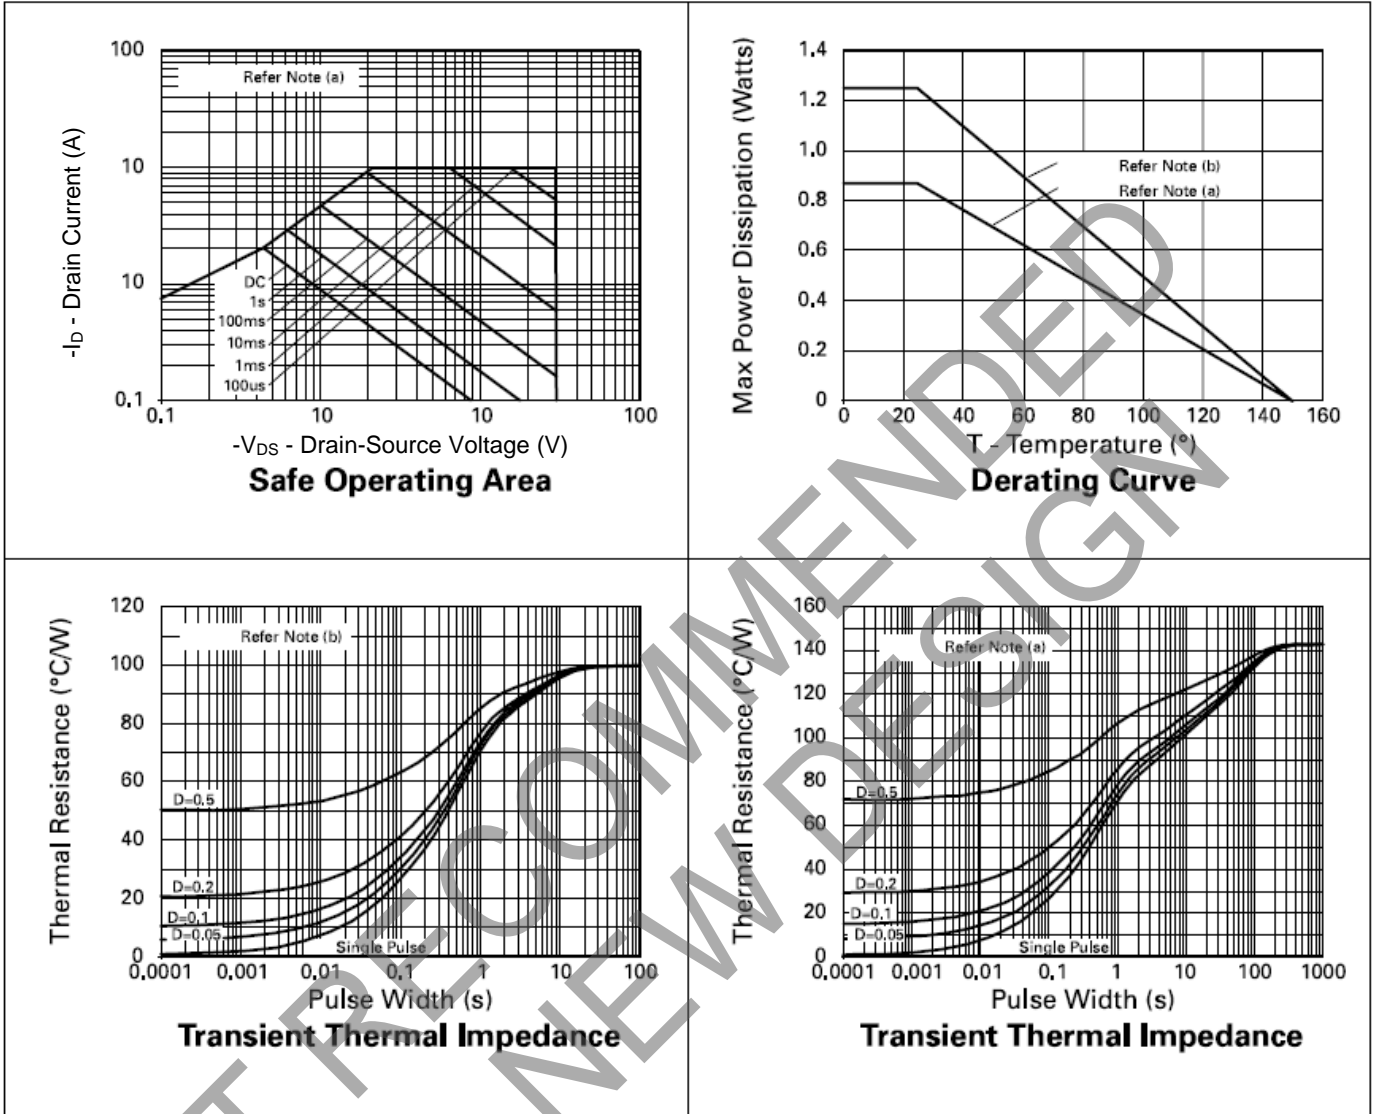 100
10
10
0.1
-ID - Drain Current (A)
Refer Note (a)
DC
1s
100ms
10ms
1ms
100us
0.1
10
10
100
-VDS - Drain-Source Voltage (V)
Safe Operating Area
Max Power Dissipation (Watts)
1.4
1.2
1.0
0.8
0.6
0.4
0.2
0
Refer Note (b)
Refer Note (a)
0
20
40
60
80
100
120
140
160
T - Temperature (°)
Derating Curve
Thermal Resistance (°C/W)
120
100
80
60
40
20
0
Refer Note (b)
D=0.5
D=0.2
D=0.1
D=0.05
Single Pulse
0.0001
0.001
0.01
0.1
1
10
100
Pulse Width (s)
Transient Thermal Impedance
Thermal Resistance (°C/W)
160
140
120
100
80
60
40
20
0
Refer Note (a)
D=0.5
D=0.2
D=0.1
D=0.05
Single Pulse
0.0001
0.001
0.01
0.1
1
10
100
1000
Pulse Width (s)
Transient Thermal Impedance
T RECOMMENDED
NEW DESIGN